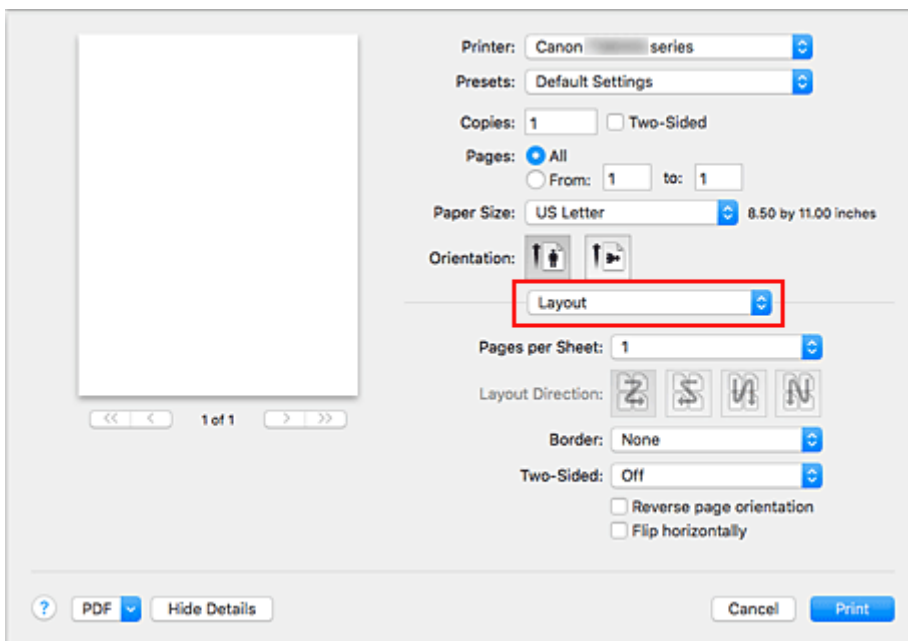 Printer: Canon series
Presets: Default Settings
Copies: 1 Two-Sided
Pages: All
From: 1 to: 1
Paper Size: US Letter 8.50 by 11.00 inches
Orientation:
Layout
Pages per Sheet: 1
Layout Direction:
1 of 1
Border: None
Two-Sided: Off
Reverse page orientation
Flip horizontally
? PDF Hide Details Cancel Print